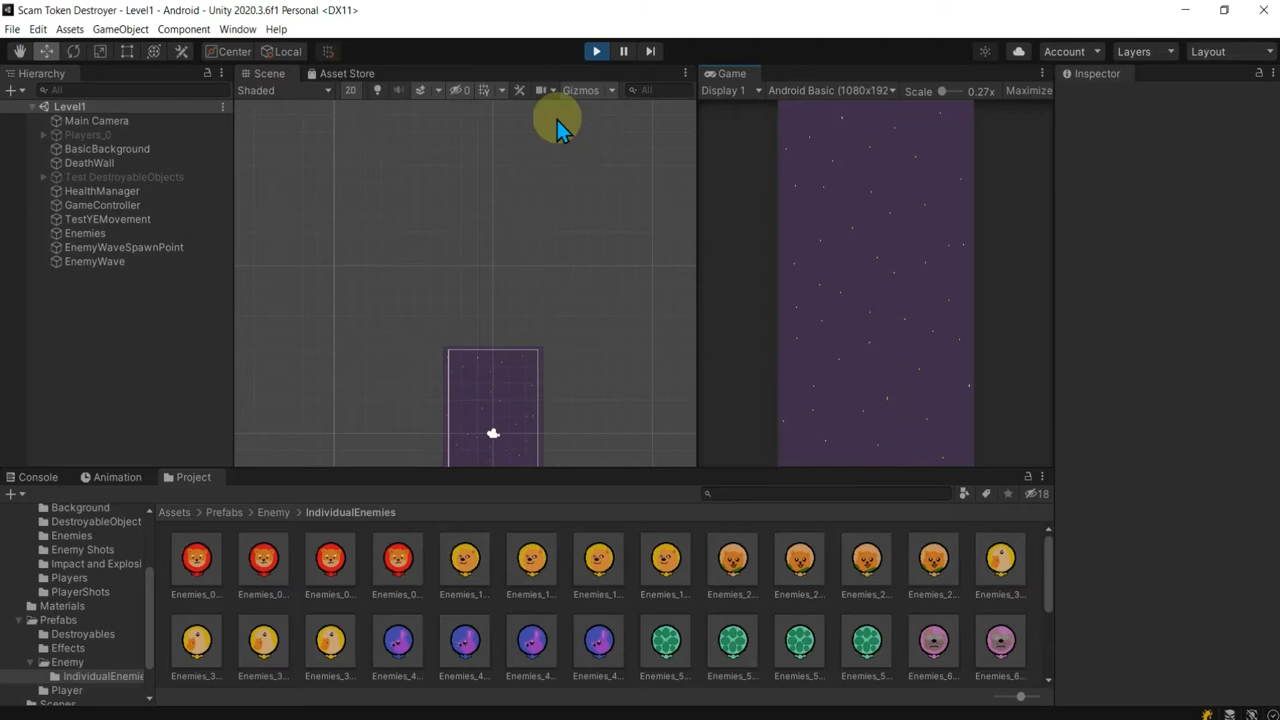 Scam Token Destroyer - Level1 - Android - Unity 2020.3.6f1 Personal <DX11>
File Edit Assets GameObject Component Window Help
Center Local Account Layers Layout
Hierarchy Scene Asset Store Game Inspector
All Shaded 2D 0 Gizmos All Display 1 Android Basic (1080x192 Scale 0.27x Maximize
Level1
Main Camera
Players_0
BasicBackground
DeathWall
Test DestroyableObjects
HealthManager
GameController
TestYEMovement
Enemies
EnemyWaveSpawnPoint
EnemyWave
Console Animation Project
18
Background
DestroyableObject
Enemies
Enemy Shots
Impact and Explosi
Players
PlayerShots
Materials
Prefabs
Destroyables
Effects
Enemy
IndividualEnemie
Player
Scenes
Assets > Prefabs > Enemy > IndividualEnemies
Enemies_0... Enemies_0... Enemies_0... Enemies_0... Enemies_1... Enemies_1... Enemies_1... Enemies_1... Enemies_2... Enemies_2... Enemies_2... Enemies_2... Enemies_3...
Enemies_3... Enemies_3... Enemies_3... Enemies_4... Enemies_4... Enemies_4... Enemies_4... Enemies_5... Enemies_5... Enemies_5... Enemies_5... Enemies_6... Enemies_6...